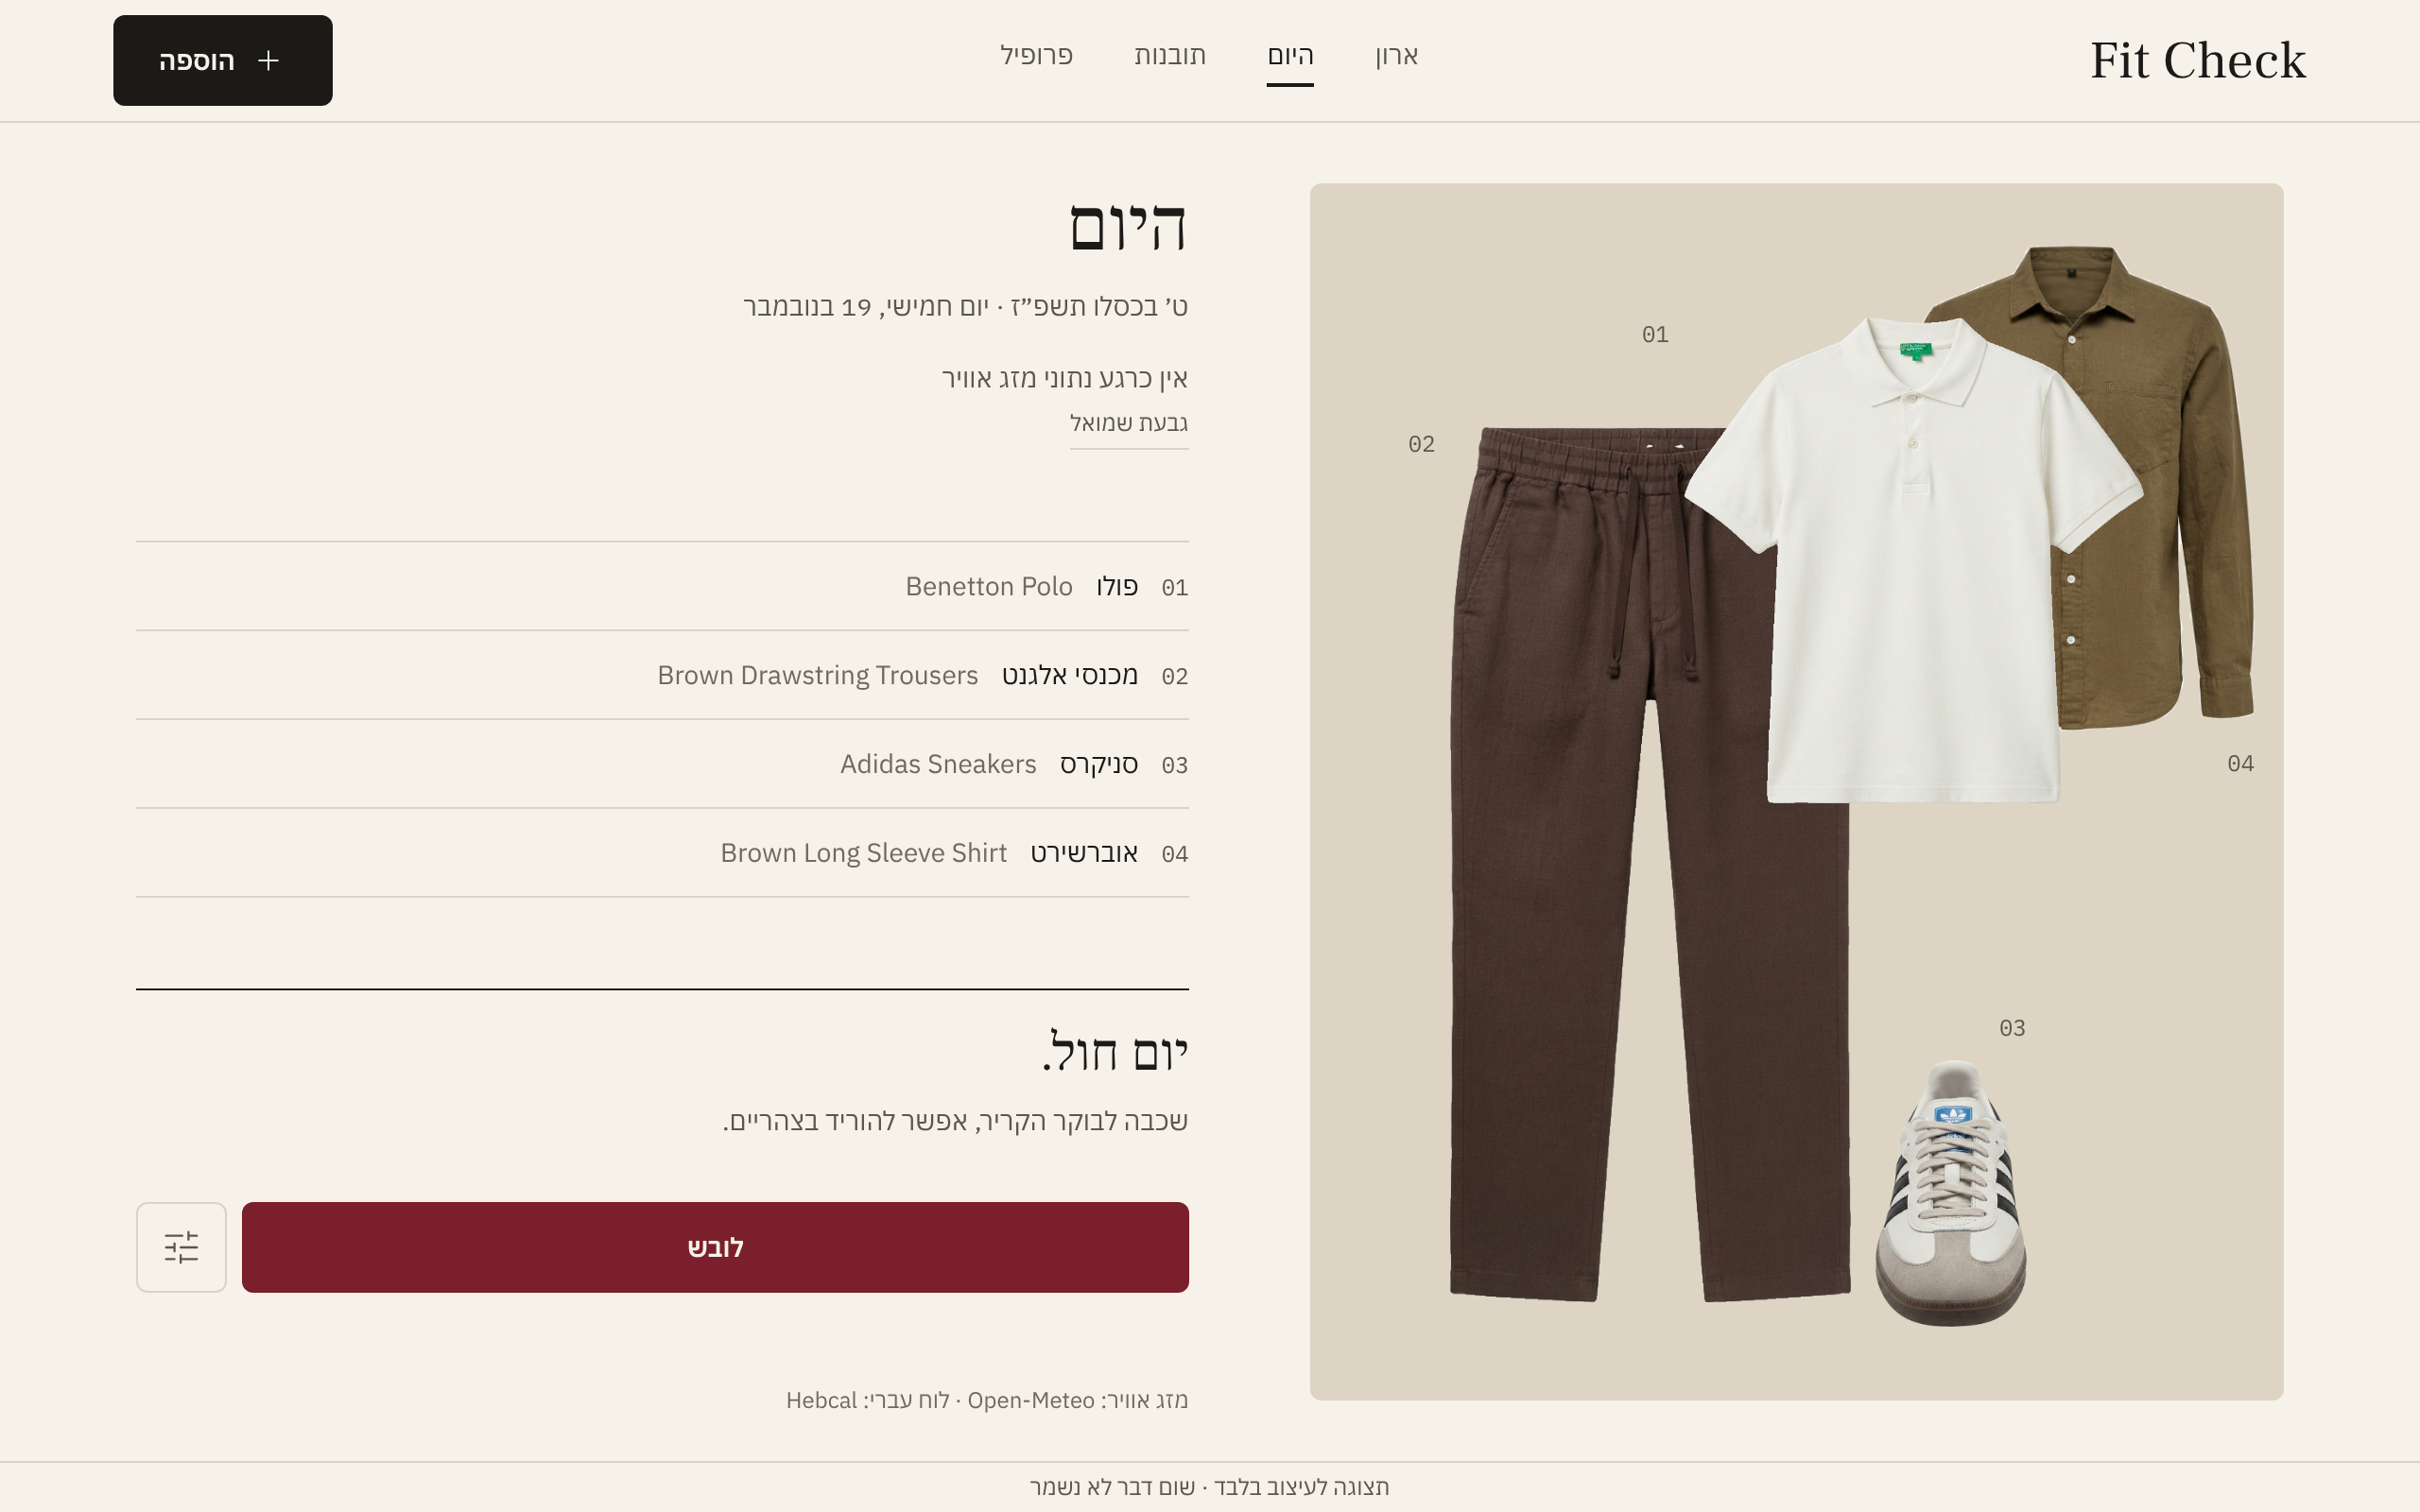 Fit Check
ארון
היום
תובנות
פרופיל
+ הוספה
היום
ט׳ בכסלו תשפ״ז · יום חמישי, 19 בנובמבר
אין כרגע נתוני מזג אוויר
גבעת שמואל
01 פולו Benetton Polo
02 מכנסי אלגנט Brown Drawstring Trousers
03 סניקרס Adidas Sneakers
04 אוברשירט Brown Long Sleeve Shirt
יום חול.
שכבה לבוקר הקריר, אפשר להוריד בצהריים.
לובש
מזג אוויר: Open-Meteo · לוח עברי: Hebcal
01
02
04
03
תצוגה לעיצוב בלבד · שום דבר לא נשמר